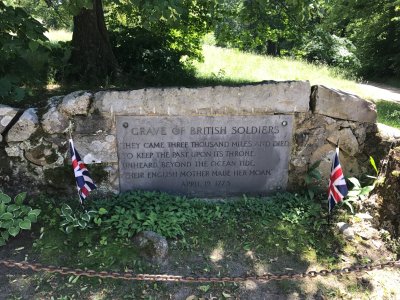 GRAVE OF BRITISH SOLDIERS
THEY CAME THREE THOUSAND MILES AND DIED
TO KEEP THE PAST UPON ITS THRONE.
UNHEARD BEYOND THE OCEAN TIDE,
THEIR ENGLISH MOTHER MADE HER MOAN.
APRIL 19, 1775